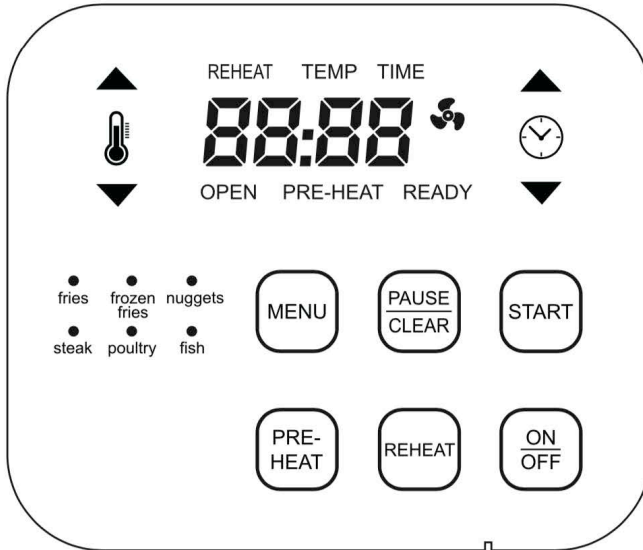 REHEAT TEMP TIME
88:88
OPEN PRE-HEAT READY
fries frozen fries nuggets
steak poultry fish
MENU
PAUSE
CLEAR
START
PRE-
HEAT
REHEAT
ON
OFF